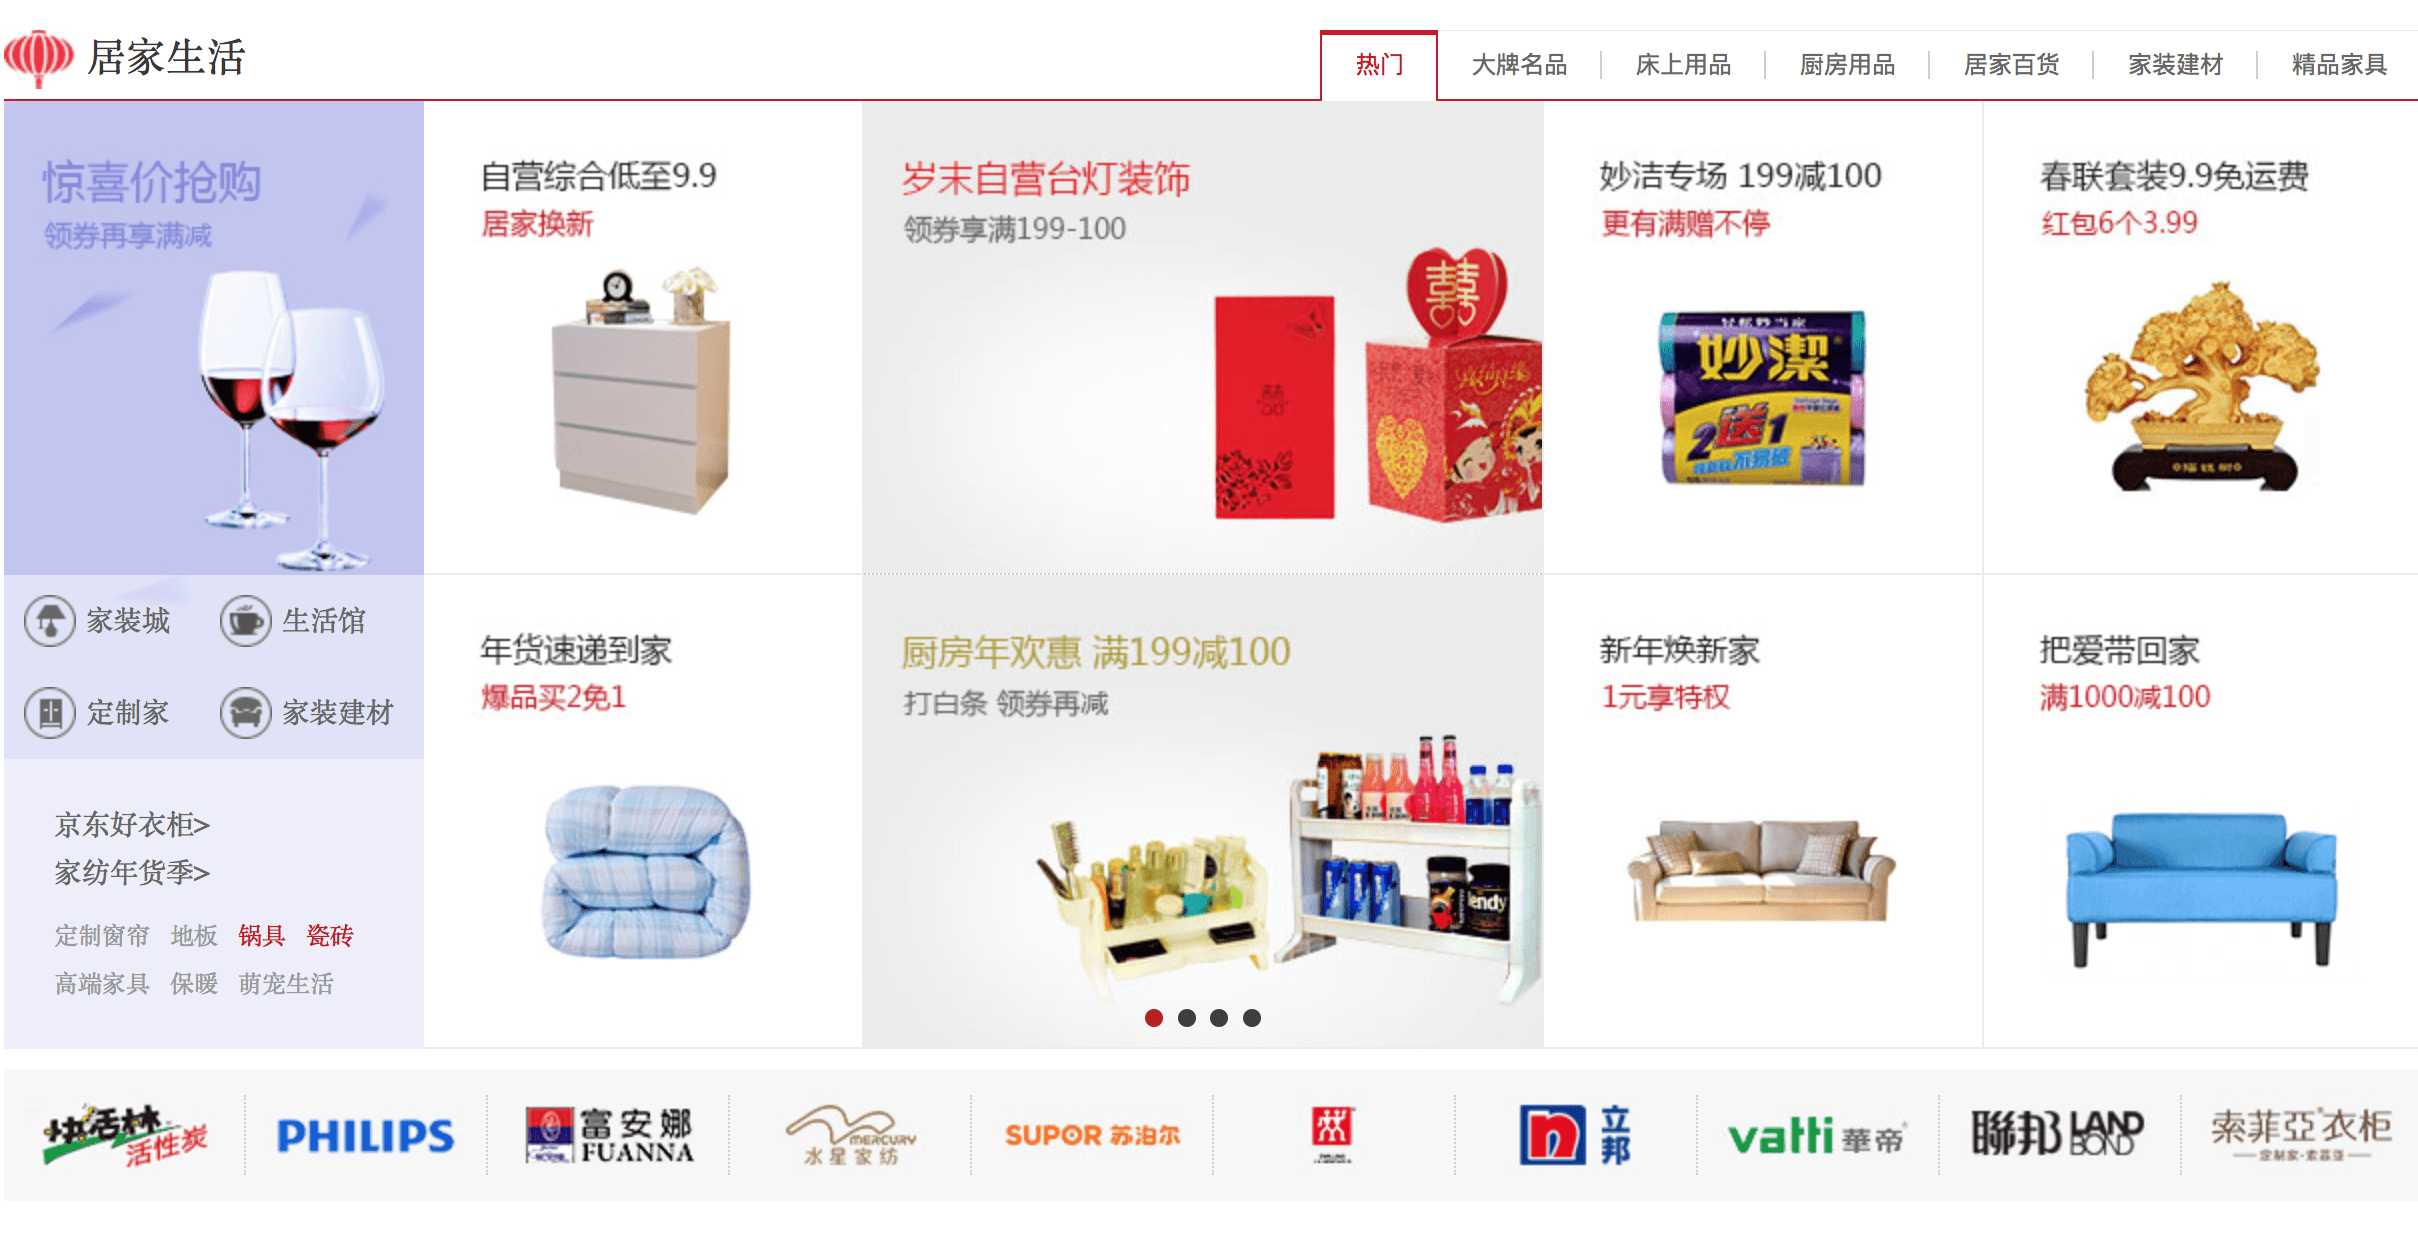 居家生活
热门 大牌名品 床上用品 厨房用品 居家百货 家装建材 精品家具
惊喜价抢购
领券再享满减
自营综合低至9.9
居家换新
岁末自营台灯装饰
领券享满199-100
囍
妙洁专场 199减100
更有满赠不停
妙潔
2送1
春联套装9.9免运费
红包6个3.99
家装城 生活馆
定制家 家装建材
京东好衣柜>
家纺年货季>
定制窗帘 地板 锅具 瓷砖
高端家具 保暖 萌宠生活
年货速递到家
爆品买2免1
厨房年欢惠 满199减100
打白条 领券再减
新年焕新家
1元享特权
把爱带回家
满1000减100
快活林
活性炭
PHILIPS
富安娜
FUANNA
MERCURY
水星家纺
SUPOR 苏泊尔
立邦
vatti 華帝
聯邦 LAND BOND
索菲亞衣柜
定制家·索菲亚